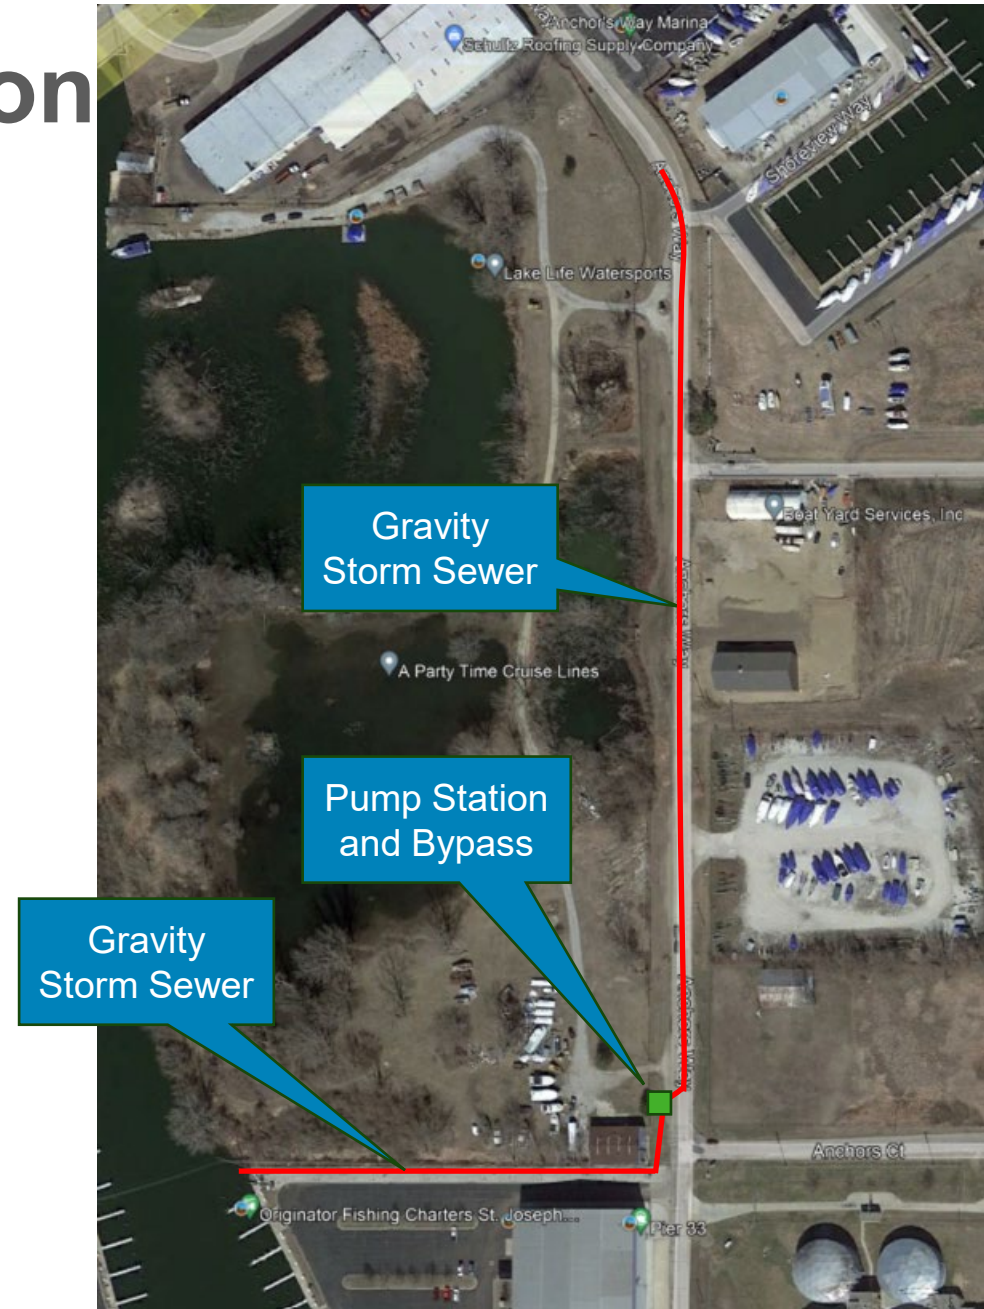 on
Anchor's Way Marina
Schultz Roofing Supply Company
Shoreview Way
Lake Life Watersports
Gravity
Storm Sewer
Boat Yard Services, Inc
A Party Time Cruise Lines
Pump Station
and Bypass
Gravity
Storm Sewer
Anchors Ct
Originator Fishing Charters St. Joseph...
Pier 33